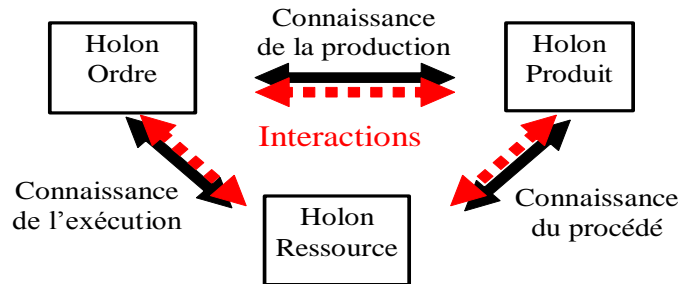 Connaissance
de la production
Holon
Ordre
Holon
Produit
Interactions
Connaissance
de l'exécution
Holon
Ressource
Connaissance
du procédé